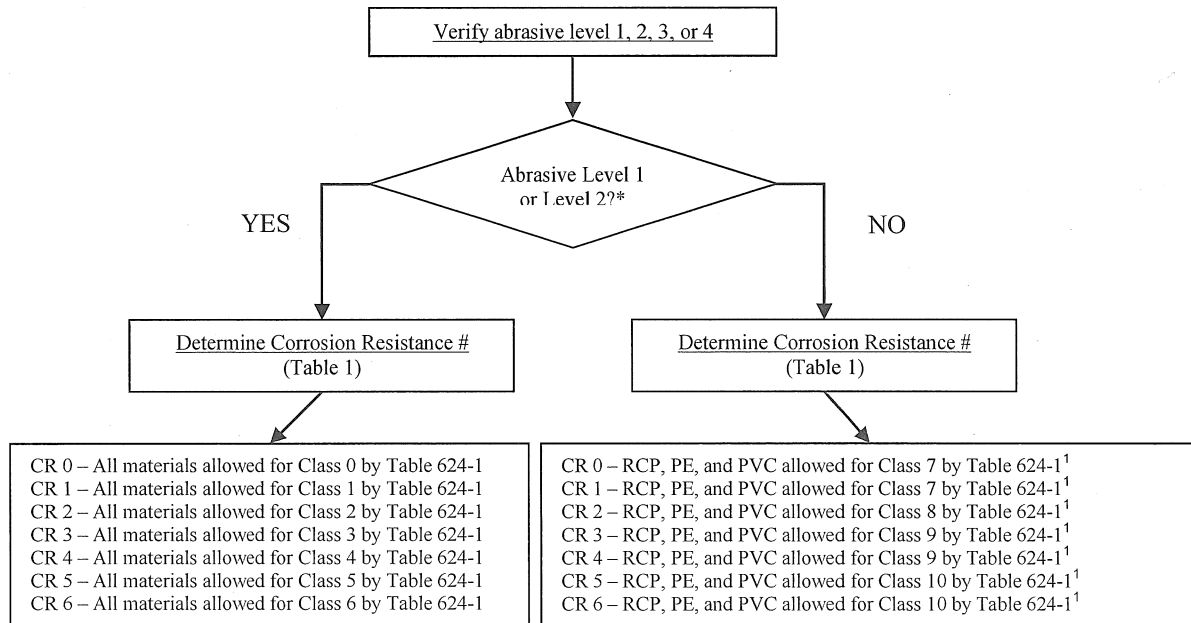 Verify abrasive level 1, 2, 3, or 4
Abrasive Level 1
or Level 2?*
YES
NO
Determine Corrosion Resistance #
(Table 1)
Determine Corrosion Resistance #
(Table 1)
CR 0 – All materials allowed for Class 0 by Table 624-1
CR 1 – All materials allowed for Class 1 by Table 624-1
CR 2 – All materials allowed for Class 2 by Table 624-1
CR 3 – All materials allowed for Class 3 by Table 624-1
CR 4 – All materials allowed for Class 4 by Table 624-1
CR 5 – All materials allowed for Class 5 by Table 624-1
CR 6 – All materials allowed for Class 6 by Table 624-1
CR 0 – RCP, PE, and PVC allowed for Class 7 by Table 624-1¹
CR 1 – RCP, PE, and PVC allowed for Class 7 by Table 624-1¹
CR 2 – RCP, PE, and PVC allowed for Class 8 by Table 624-1¹
CR 3 – RCP, PE, and PVC allowed for Class 9 by Table 624-1¹
CR 4 – RCP, PE, and PVC allowed for Class 9 by Table 624-1¹
CR 5 – RCP, PE, and PVC allowed for Class 10 by Table 624-1¹
CR 6 – RCP, PE, and PVC allowed for Class 10 by Table 624-1¹